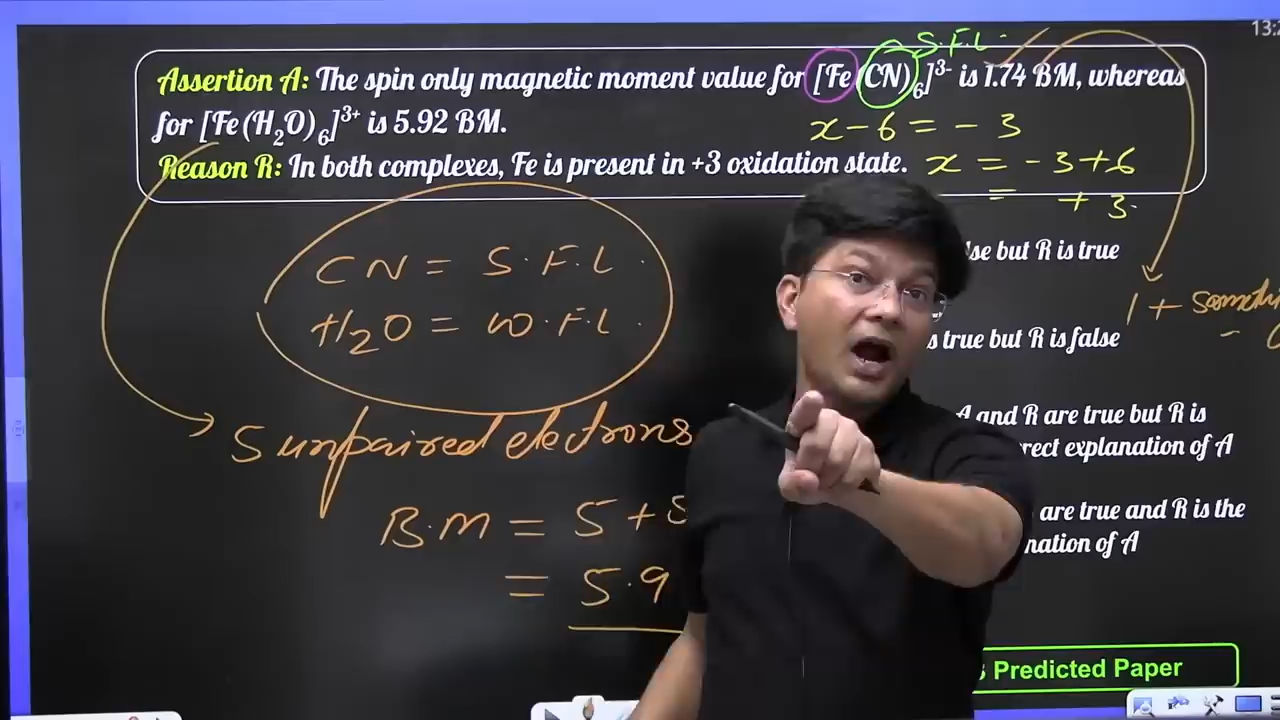 13:2
S.F.L.
Assertion A: The spin only magnetic moment value for [Fe(CN)6]3- is 1.74 BM, whereas
for [Fe(H2O)6]3+ is 5.92 BM.
x - 6 = - 3
Reason R: In both complexes, Fe is present in +3 oxidation state.
x = - 3 + 6
= + 3.
lse but R is true
CN = S.F.L.
H2O = W.F.L.
1 +
s true but R is false
5 unpaired electrons
A and R are true but R is
rrect explanation of A
B.M = 5 +
= 5.9
are true and R is the
nation of A
s Predicted Paper